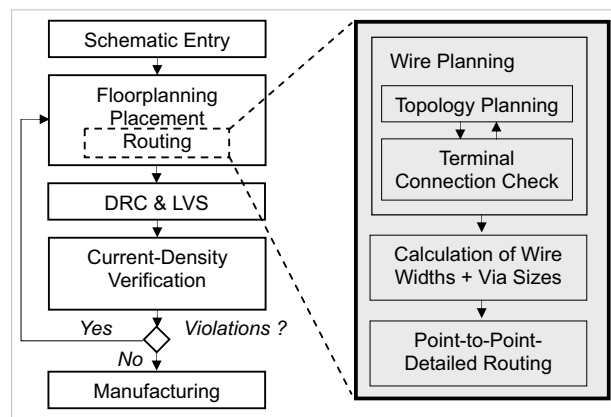 Schematic Entry
Floorplanning
Placement
Routing
DRC & LVS
Current-Density
Verification
Yes
Violations ?
No
Manufacturing
Wire Planning
Topology Planning
Terminal
Connection Check
Calculation of Wire
Widths + Via Sizes
Point-to-Point-
Detailed Routing